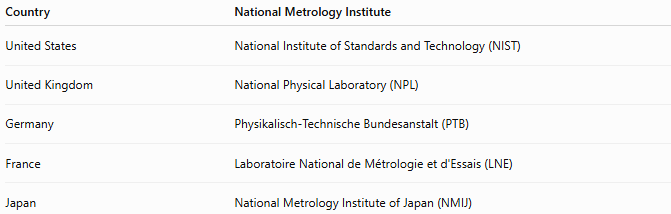 Country National Metrology Institute
United States National Institute of Standards and Technology (NIST)
United Kingdom National Physical Laboratory (NPL)
Germany Physikalisch-Technische Bundesanstalt (PTB)
France Laboratoire National de Métrologie et d'Essais (LNE)
Japan National Metrology Institute of Japan (NMIJ)